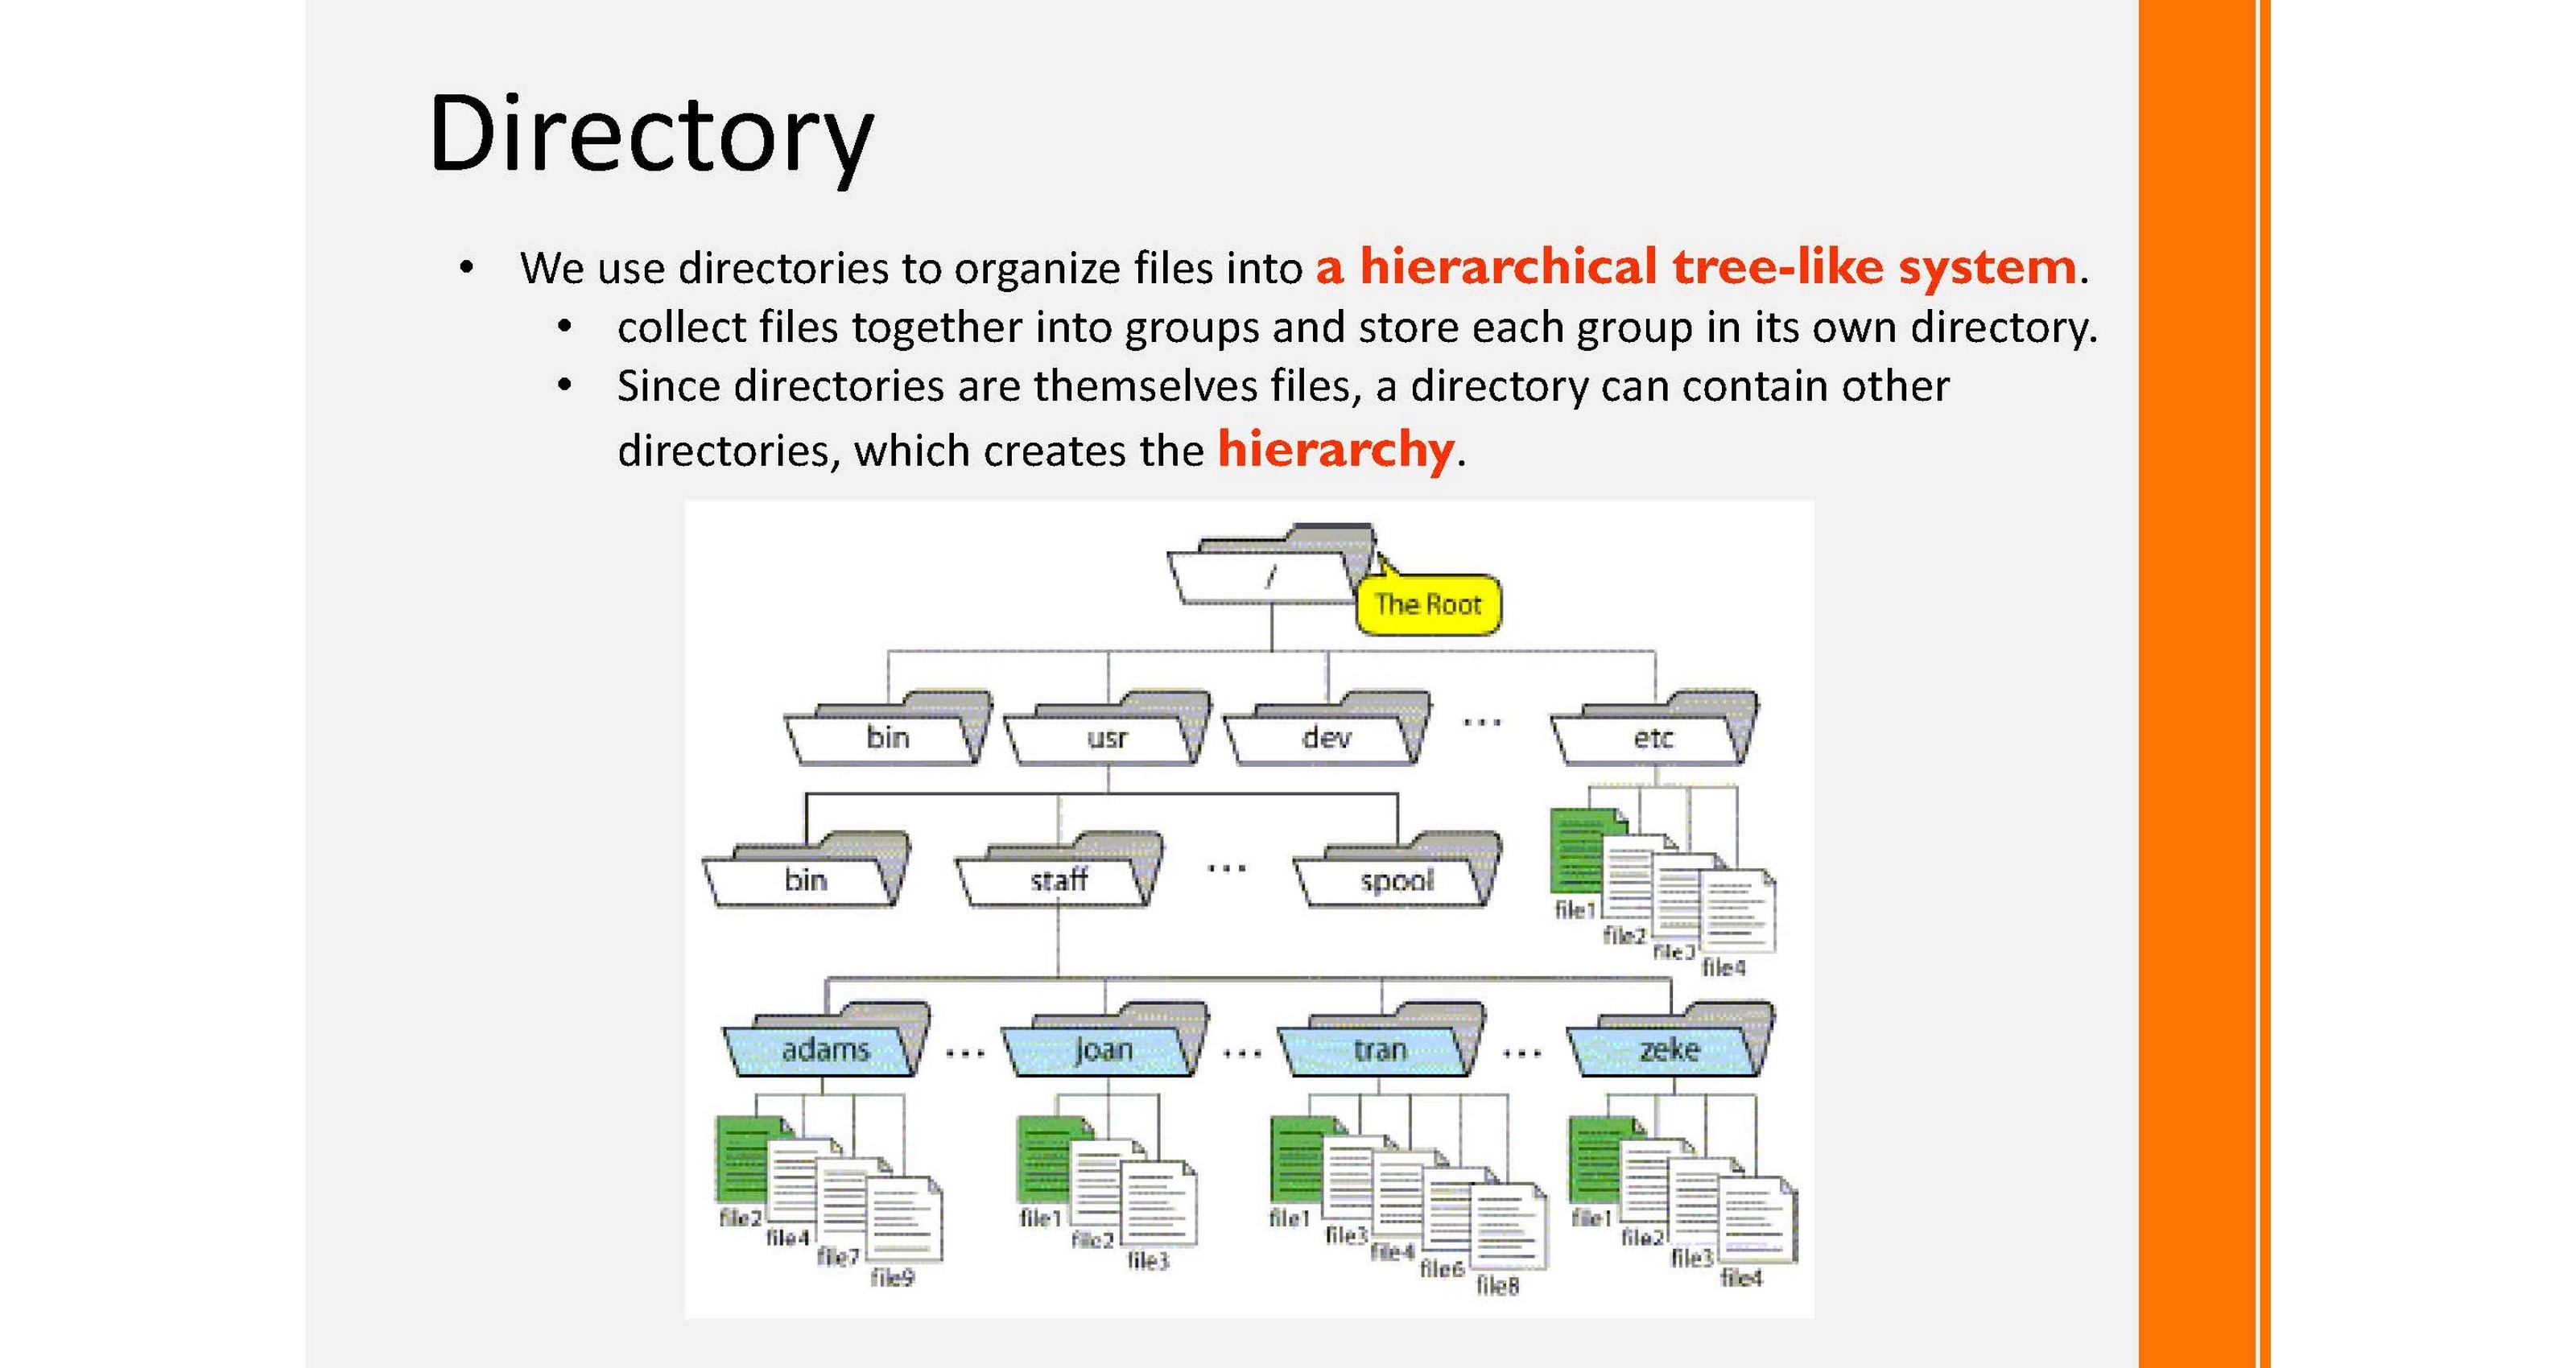 Directory
• We use directories to organize files into a hierarchical tree-like system.
• collect files together into groups and store each group in its own directory.
• Since directories are themselves files, a directory can contain other
directories, which creates the hierarchy.
/
The Root
bin usr dev ... etc
bin staff ... spool
file1
file2
file3
file4
adams ... joan ... tran ... zeke
file2 file4 file7 file9
file1 file2 file3
file1 file3 file4 file6 file8
file1 file2 file3 file4